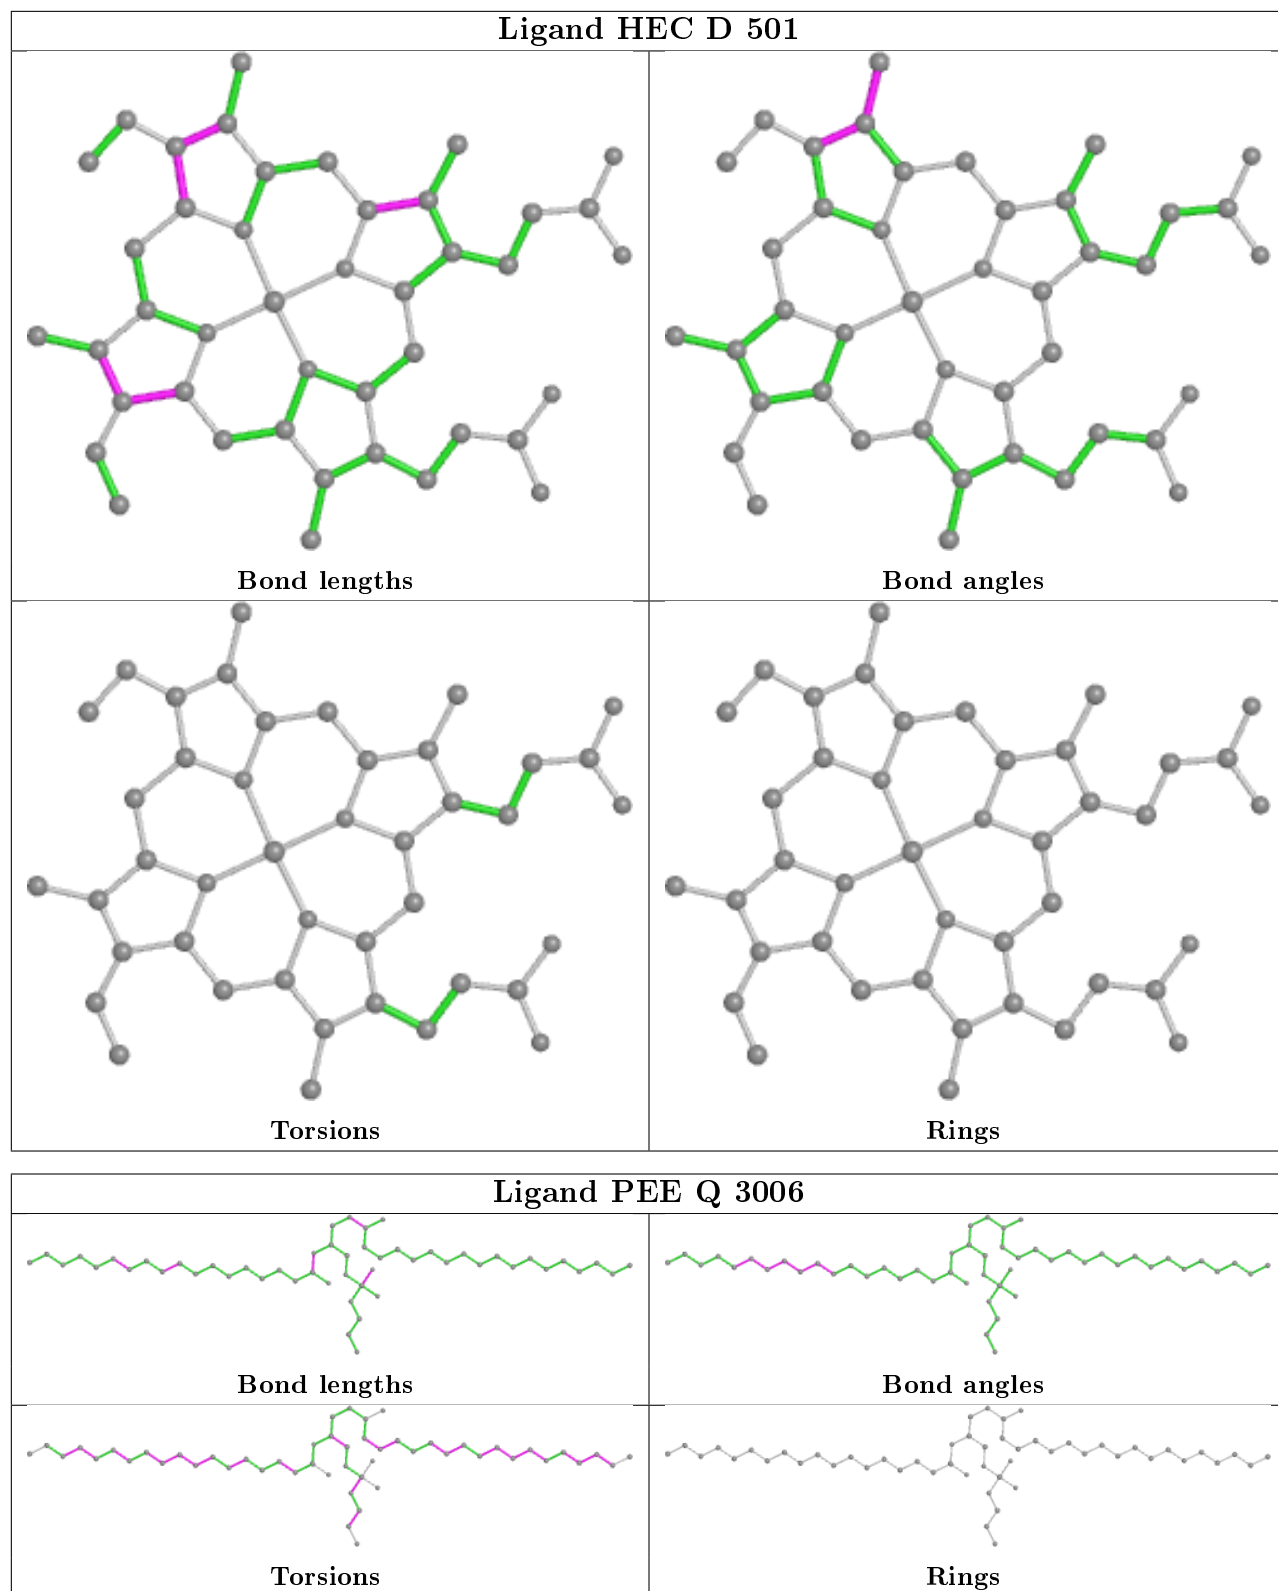 Ligand HEC D 501
Bond lengths
Bond angles
Torsions
Rings
Ligand PEE Q 3006
Bond lengths
Bond angles
Torsions
Rings